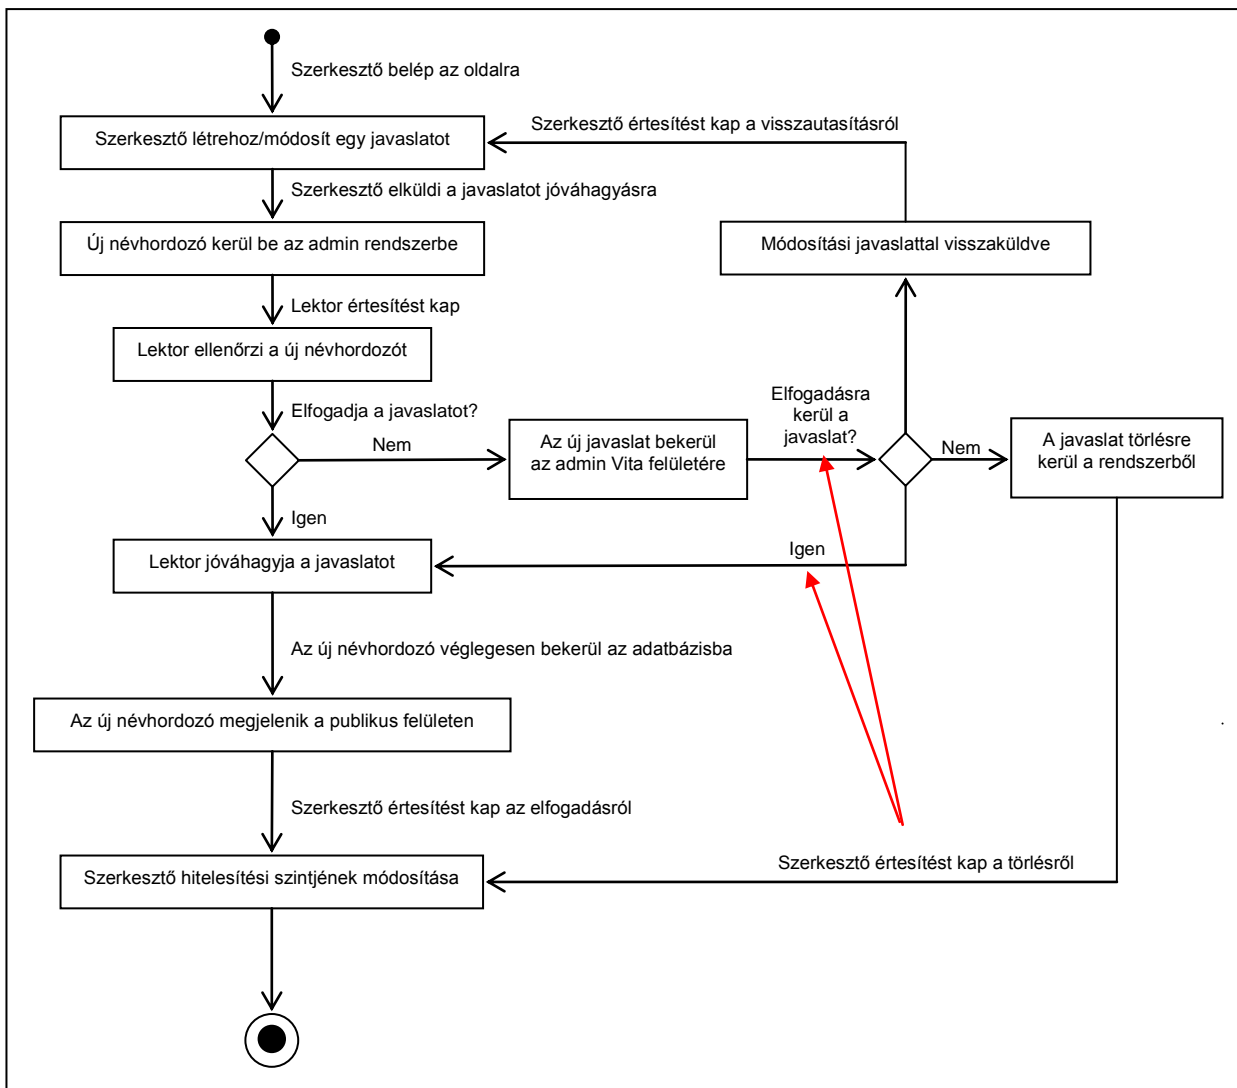 Szerkesztő belép az oldalra
Szerkesztő létrehoz/módosít egy javaslatot
Szerkesztő értesítést kap a visszautasításról
Szerkesztő elküldi a javaslatot jóváhagyásra
Új névhordozó kerül be az admin rendszerbe
Módosítási javaslattal visszaküldve
Lektor értesítést kap
Lektor ellenőrzi a új névhordozót
Elfogadja a javaslatot?
Nem
Az új javaslat bekerül
az admin Vita felületére
Elfogadásra
kerül a
javaslat?
Nem
A javaslat törlésre
kerül a rendszerből
Igen
Igen
Lektor jóváhagyja a javaslatot
Az új névhordozó véglegesen bekerül az adatbázisba
Az új névhordozó megjelenik a publikus felületen
Szerkesztő értesítést kap az elfogadásról
Szerkesztő értesítést kap a törlésről
Szerkesztő hitelesítési szintjének módosítása